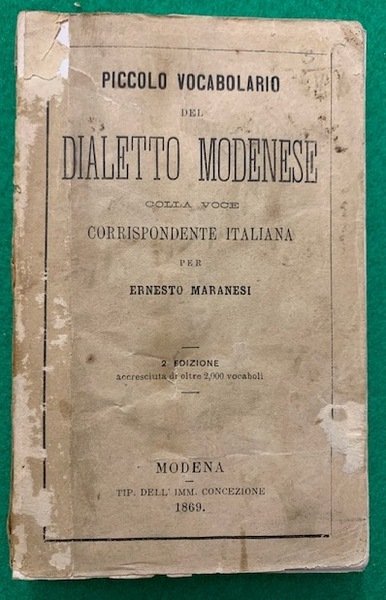 PICCOLO VOCABOLARIO
DEL
DIALETTO MODENESE
COLLA VOCE
CORRISPONDENTE ITALIANA
PER
ERNESTO MARANESI
2. EDIZIONE
accresciuta di oltre 2,000 vocaboli
MODENA
TIP. DELL' IMM. CONCEZIONE
1869.